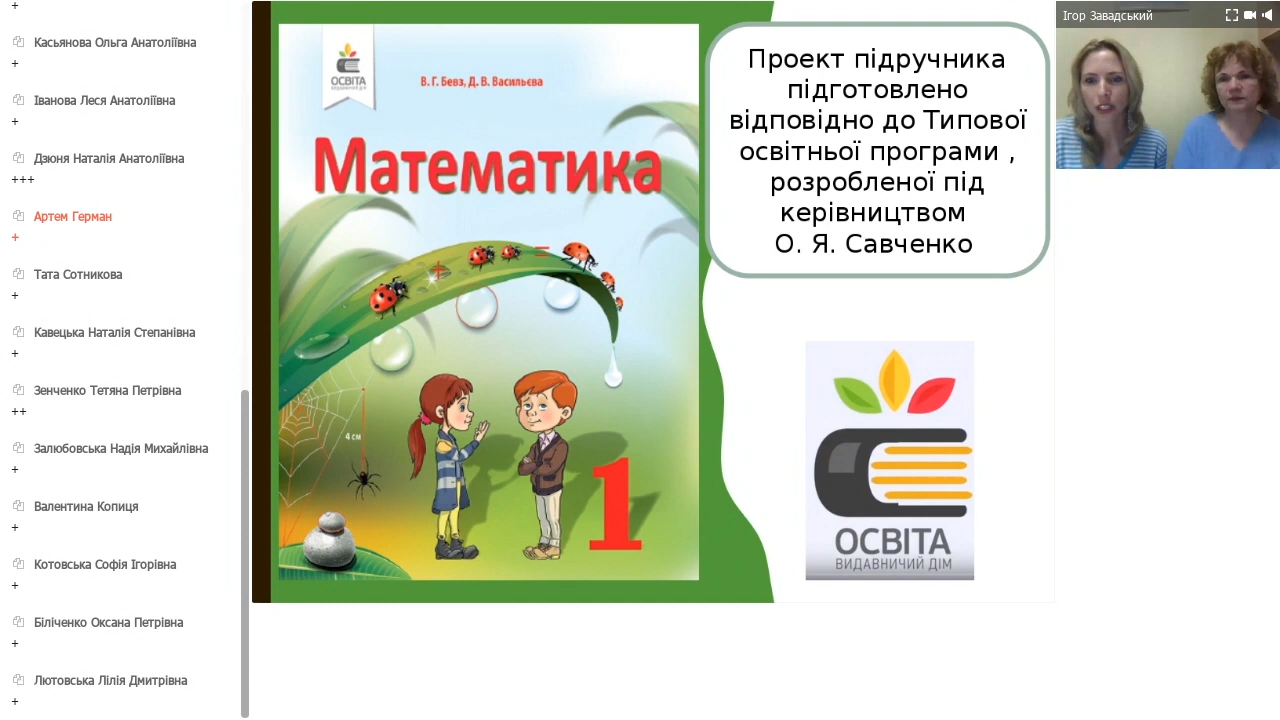 +
Касьянова Ольга Анатоліївна
+
Іванова Леся Анатоліївна
+
Дзюня Наталія Анатоліївна
+++
Артем Герман
+
Тата Сотникова
+
Кавецька Наталія Степанівна
+
Зенченко Тетяна Петрівна
++
Залюбовська Надія Михайлівна
+
Валентина Копиця
+
Котовська Софія Ігорівна
+
Біліченко Оксана Петрівна
+
Лютовська Лілія Дмитрівна
+
ОСВІТА
ВИДАВНИЧИЙ ДІМ
В. Г. Бевз, Д. В. Васильєва
Математика
+ =
4 см
1
Проект підручника
підготовлено
відповідно до Типової
освітньої програми ,
розробленої під
керівництвом
О. Я. Савченко
ОСВІТА
ВИДАВНИЧИЙ ДІМ
Ігор Завадський